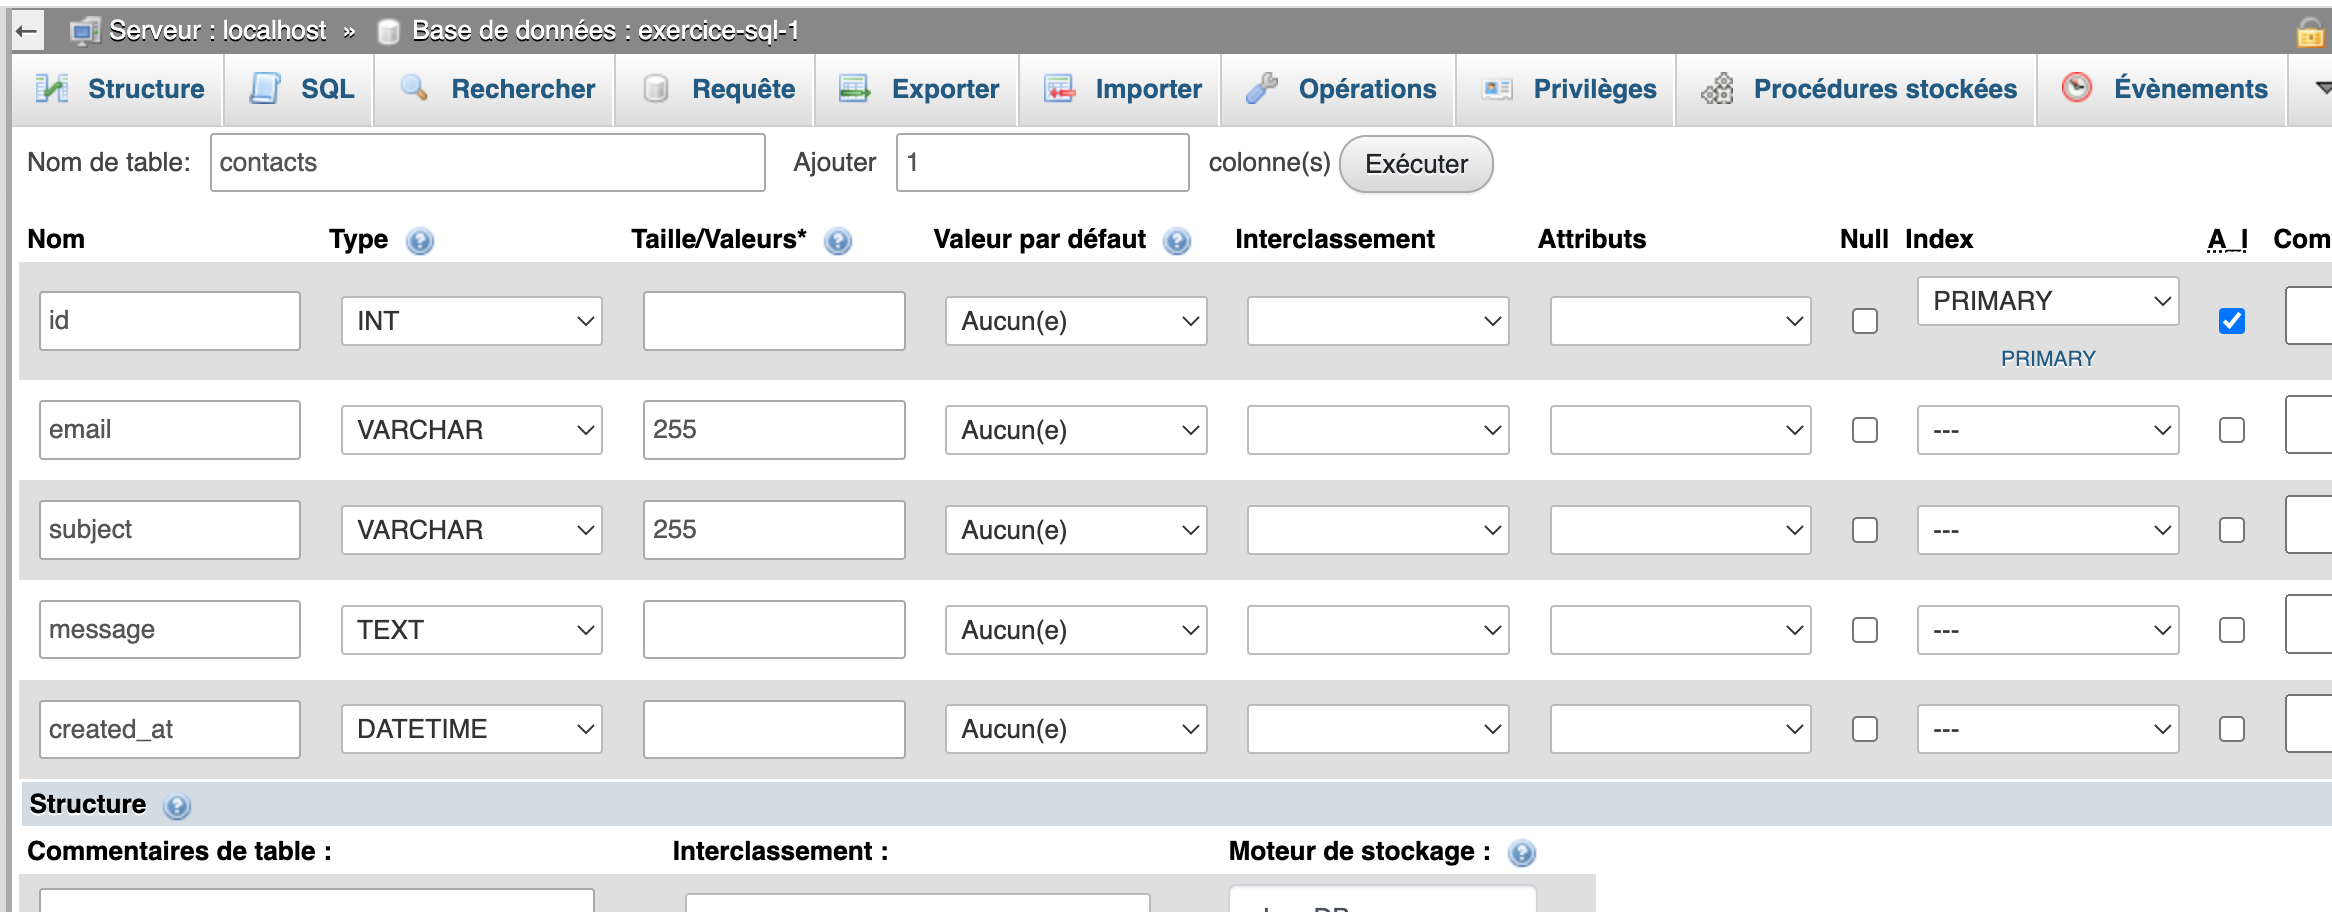 Serveur : localhost » Base de données : exercice-sql-1
Structure SQL Rechercher Requête Exporter Importer Opérations Privilèges Procédures stockées Évènements
Nom de table: contacts Ajouter 1 colonne(s) Exécuter
Nom Type Taille/Valeurs* Valeur par défaut Interclassement Attributs Null Index A_I Com
id INT Aucun(e) PRIMARY
PRIMARY
email VARCHAR 255 Aucun(e) ---
subject VARCHAR 255 Aucun(e) ---
message TEXT Aucun(e) ---
created_at DATETIME Aucun(e) ---
Structure
Commentaires de table : Interclassement : Moteur de stockage :